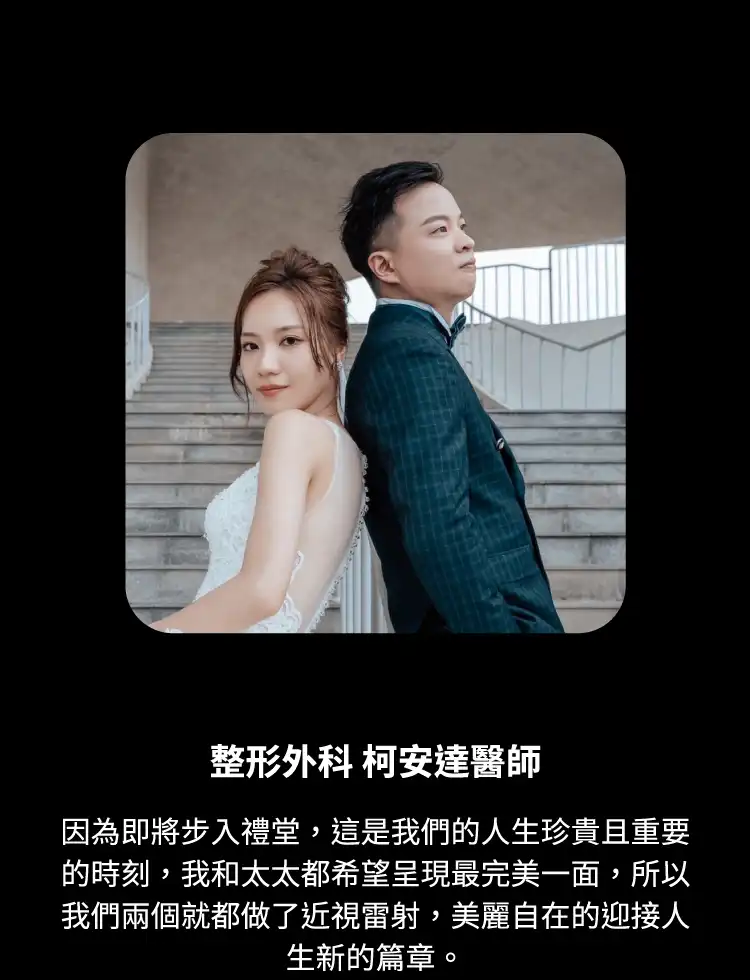 整形外科 柯安達醫師
因為即將步入禮堂，這是我們的人生珍貴且重要
的時刻，我和太太都希望呈現最完美一面，所以
我們兩個就都做了近視雷射，美麗自在的迎接人
生新的篇章。